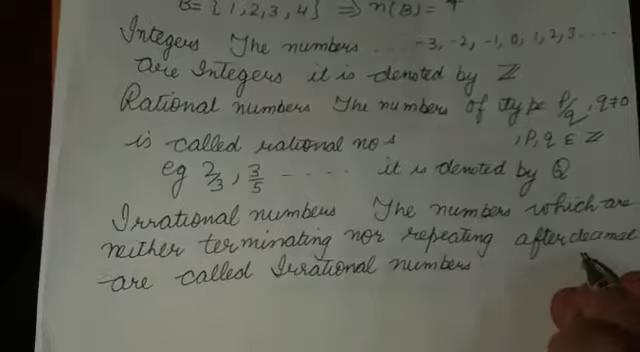 B = { 1, 2, 3, 4 } ⇒ n(B) = 4
Integers The numbers ... -3, -2, -1, 0, 1, 2, 3 ....
are Integers it is denoted by Z
Rational numbers The numbers of type P/q, q≠0
is called rational nos , P, q ∈ Z
eg 2/3, 3/5 ..... it is denoted by Q
Irrational numbers The numbers which are
neither terminating nor repeating after decimal
are called Irrational numbers